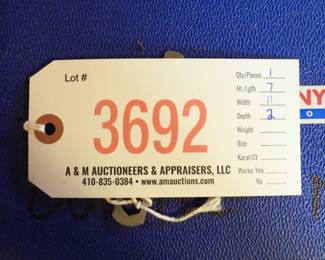 Lot #
3692
A & M AUCTIONEERS & APPRAISERS, LLC
410-835-0384 • www.amauctions.com
Qty/Pieces 1
Ht./Lgth. 7
Width 11
Depth 2
Weight
Size
Karat/Ct
Works: Yes
No
NY